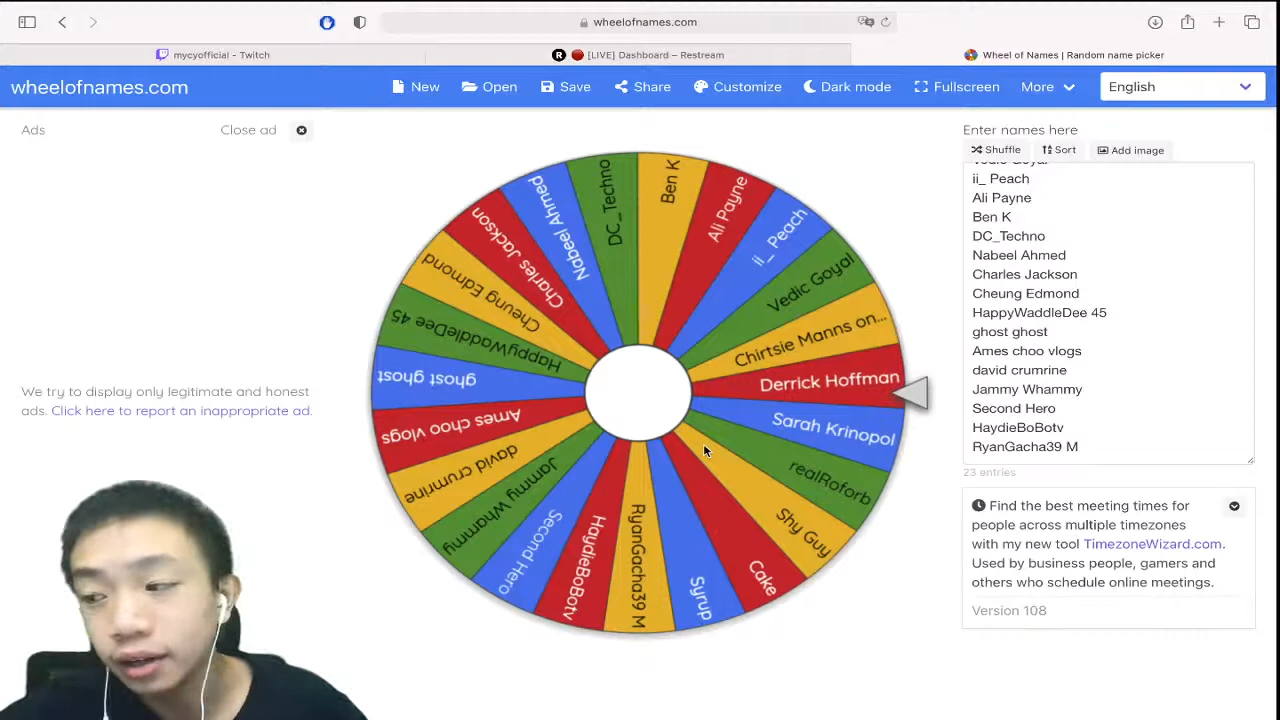 wheelofnames.com
mycyofficial - Twitch
R [LIVE] Dashboard – Restream
Wheel of Names | Random name picker
wheelofnames.com
New
Open
Save
Share
Customize
Dark mode
Fullscreen
More
English
Ads
Close ad
We try to display only legitimate and honest
ads. Click here to report an inappropriate ad.
DC_Techno
Ben K
Ali Payne
ii_ Peach
Vedic Goyal
Chirtsie Manns on...
Derrick Hoffman
Sarah Krinopol
realRoforb
Shy Guy
Cake
Syrup
RyanGacha39 M
HaydieBoBotv
Second Hero
Jammy Whammy
david crumrine
Ames choo vlogs
ghost ghost
HappyWaddleDee 45
Cheung Edmond
Charles Jackson
Nabeel Ahmed
Enter names here
Shuffle
Sort
Add image
Vedic Goyal
ii_ Peach
Ali Payne
Ben K
DC_Techno
Nabeel Ahmed
Charles Jackson
Cheung Edmond
HappyWaddleDee 45
ghost ghost
Ames choo vlogs
david crumrine
Jammy Whammy
Second Hero
HaydieBoBotv
RyanGacha39 M
23 entries
Find the best meeting times for
people across multiple timezones
with my new tool TimezoneWizard.com.
Used by business people, gamers and
others who schedule online meetings.
Version 108